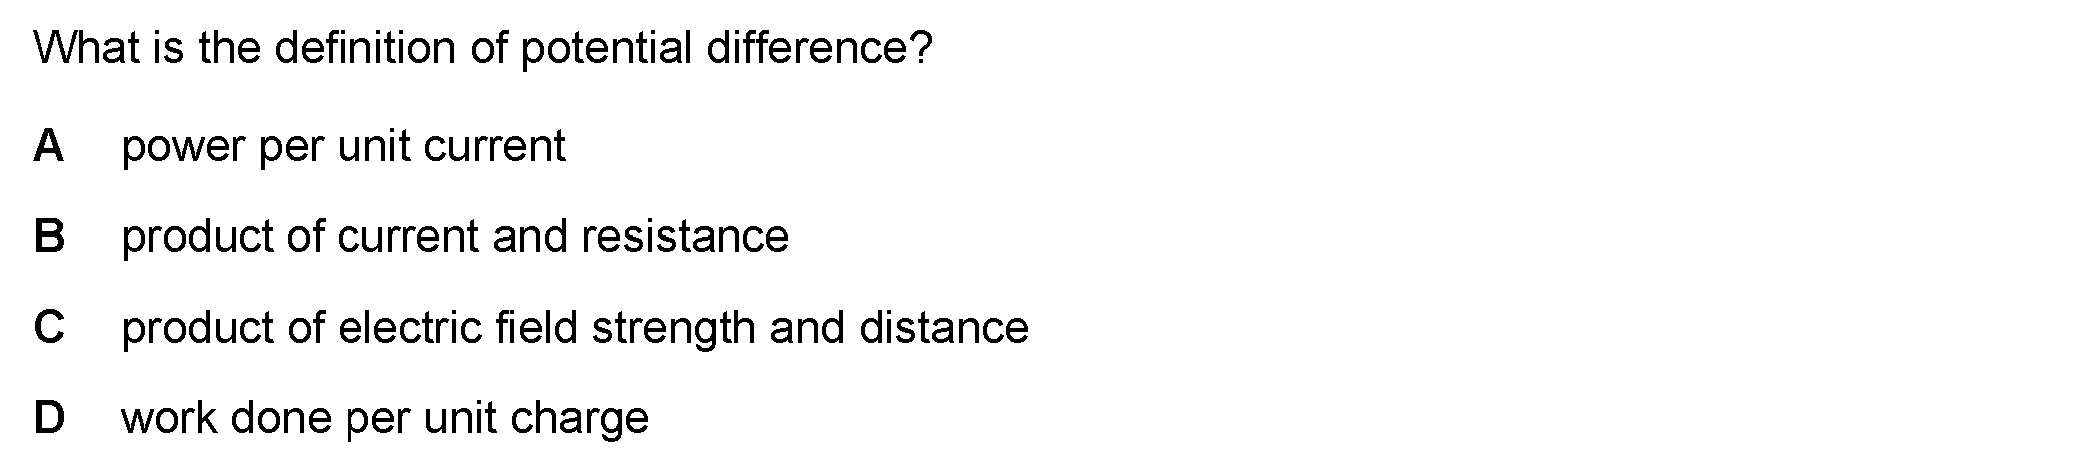 What is the definition of potential difference?
A power per unit current
B product of current and resistance
C product of electric field strength and distance
D work done per unit charge